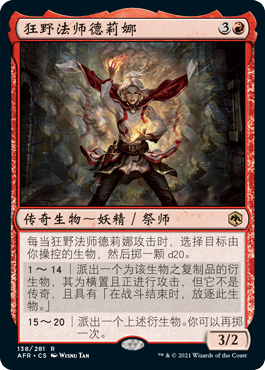 狂野法师德莉娜 3
传奇生物～妖精／祭师
每当狂野法师德莉娜攻击时，选择目标由
你操控的生物，然后掷一颗 d20。
1～14｜派出一个为该生物之复制品的衍生
生物，其为横置且正进行攻击，但它不是
传奇，且具有「在战斗结束时，放逐此生
物。」
15～20｜派出一个上述衍生物。你可以再掷
一次。
3/2
138/281 R
AFR • CS WISNU TAN
™ & © 2021 Wizards of the Coast